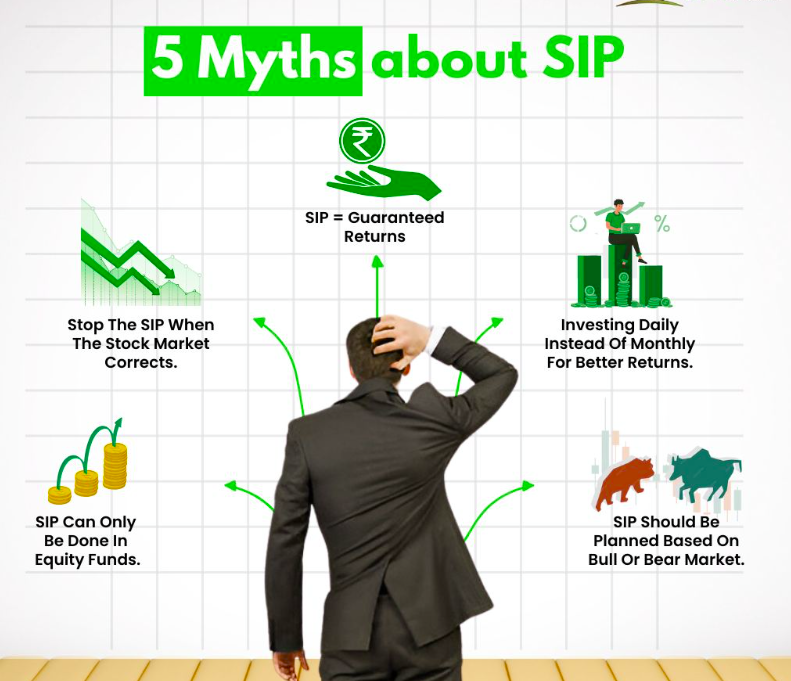 5 Myths about SIP
₹
SIP = Guaranteed
Returns
Stop The SIP When
The Stock Market
Corrects.
%
Investing Daily
Instead Of Monthly
For Better Returns.
SIP Can Only
Be Done In
Equity Funds.
SIP Should Be
Planned Based On
Bull Or Bear Market.